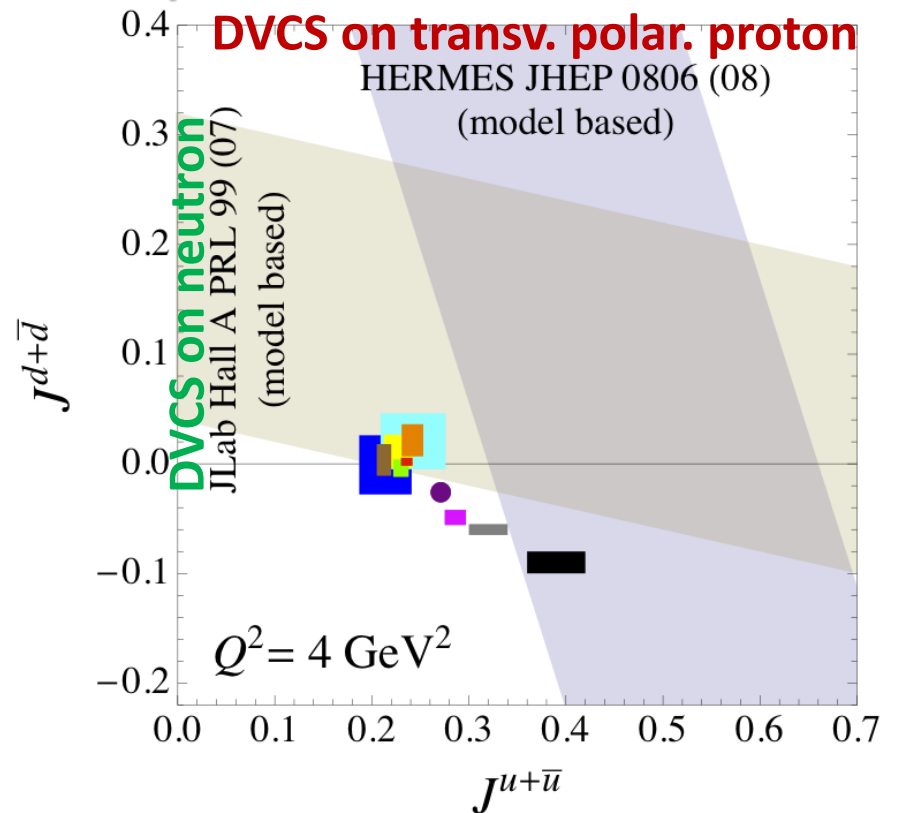 DVCS on transv. polar. proton
HERMES JHEP 0806 (08)
(model based)
DVCS on neutron
JLab Hall A PRL 99 (07)
(model based)
0.4
0.3
0.2
0.1
0.0
−0.1
−0.2
J^{d+d̅}
Q² = 4 GeV²
0.0 0.1 0.2 0.3 0.4 0.5 0.6 0.7
J^{u+u̅}